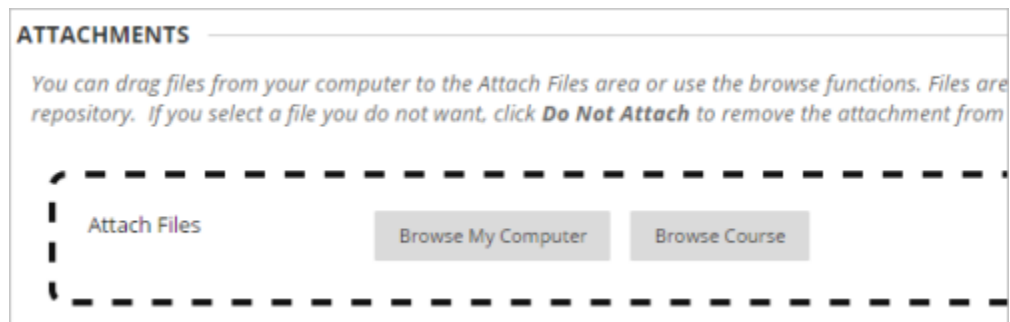 ATTACHMENTS
You can drag files from your computer to the Attach Files area or use the browse functions. Files are
repository. If you select a file you do not want, click Do Not Attach to remove the attachment from
Attach Files
Browse My Computer
Browse Course